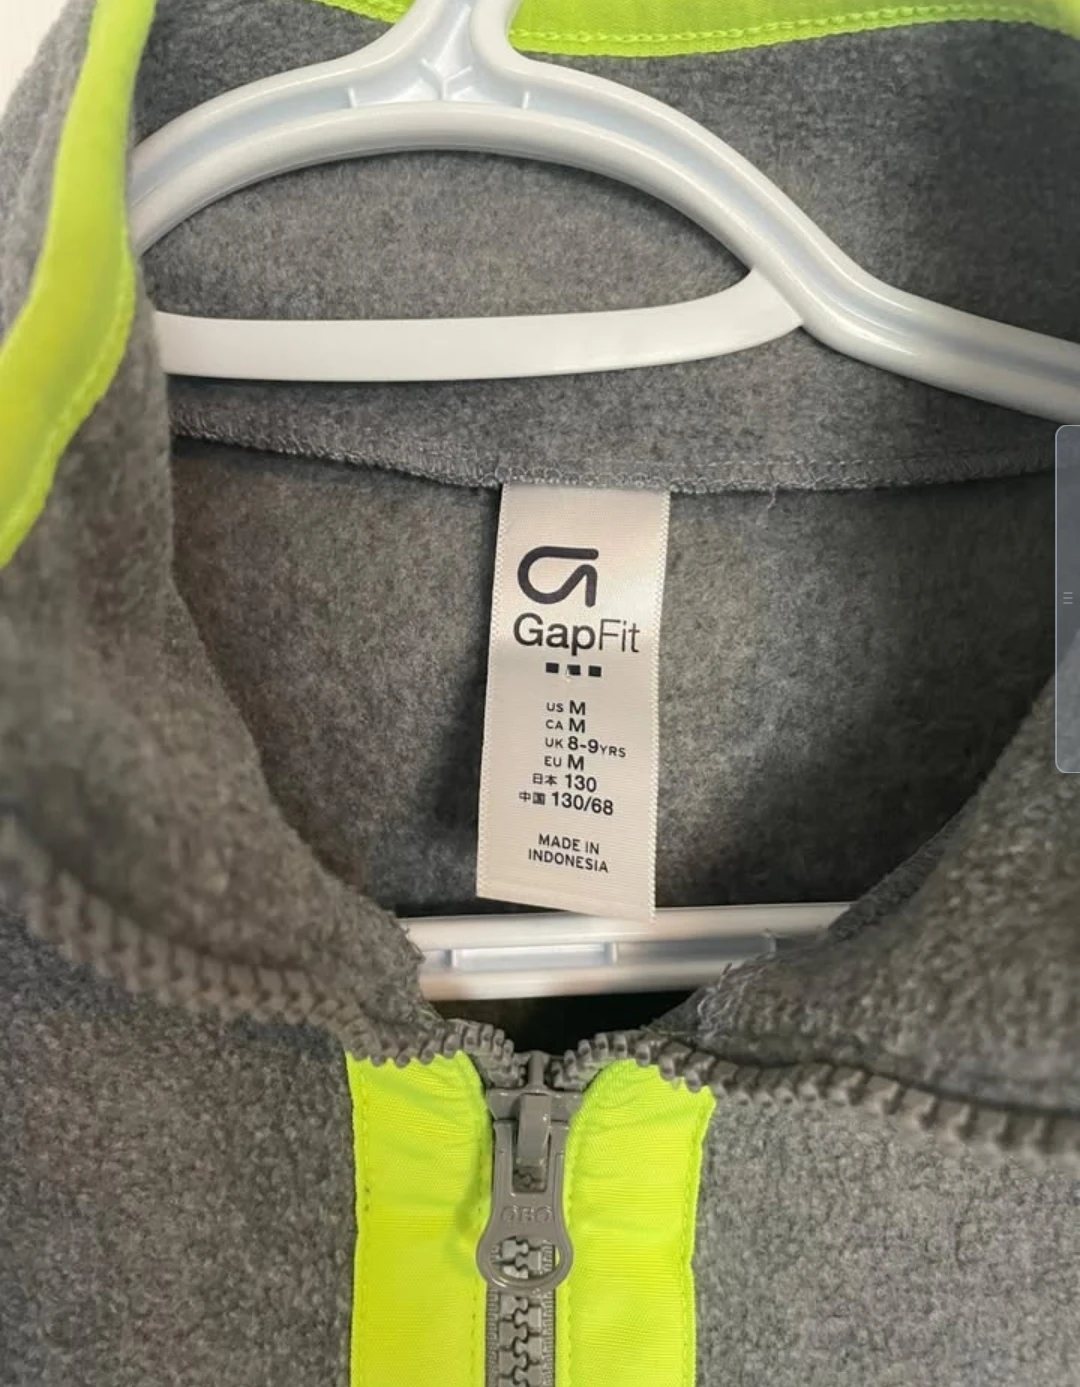 GapFit
US M
CA M
UK 8-9YRS
EU M
日本 130
中国 130/68
MADE IN
INDONESIA